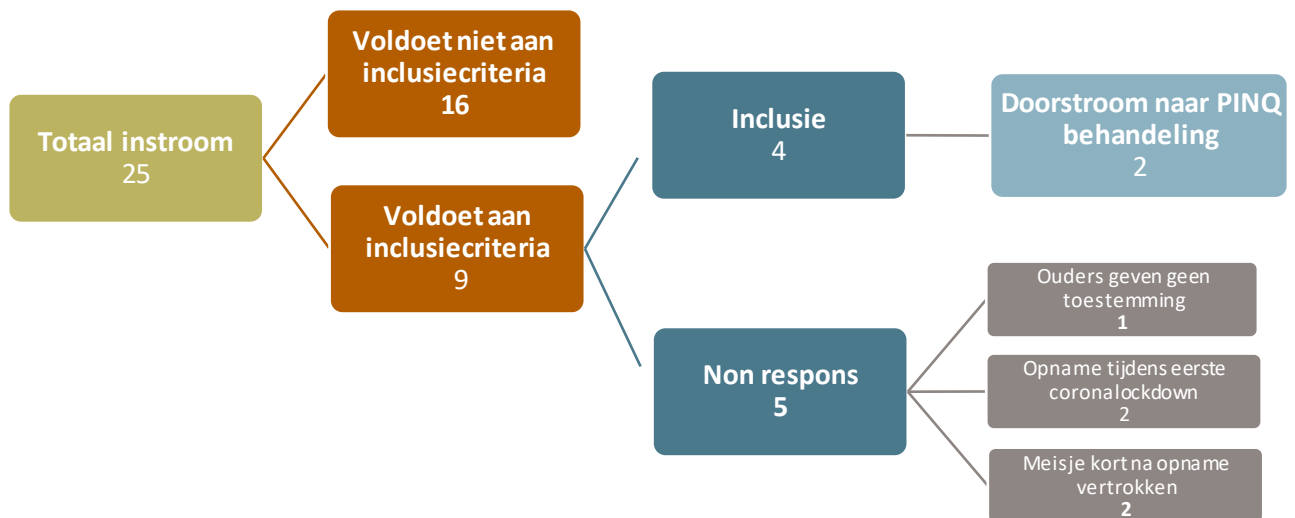 Totaal instroom
25
Voldoet niet aan
inclusiecriteria
16
Voldoet aan
inclusiecriteria
9
Inclusie
4
Non respons
5
Doorstroom naar PINQ
behandeling
2
Ouders geven geen
toestemming
1
Opname tijdens eerste
coronalockdown
2
Meisje kort na opname
vertrokken
2